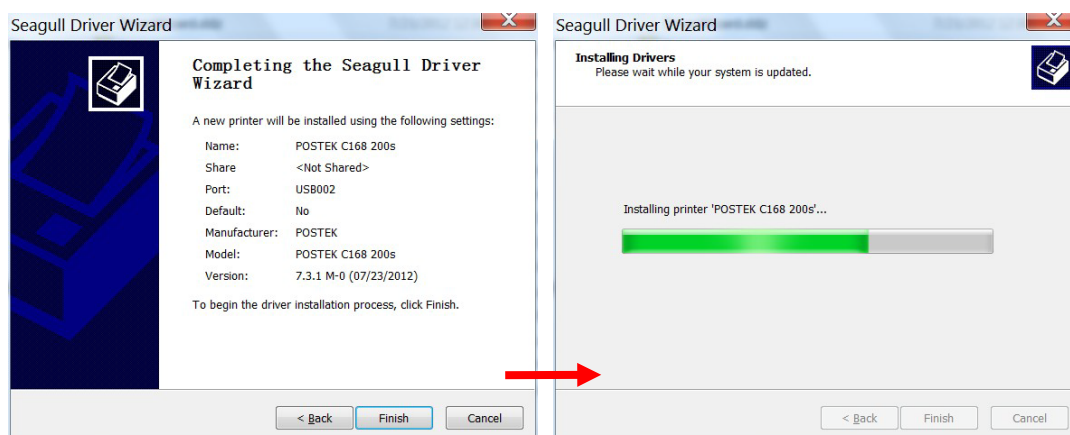 Seagull Driver Wizard
Completing the Seagull Driver
Wizard
A new printer will be installed using the following settings:
Name: POSTEK C168 200s
Share <Not Shared>
Port: USB002
Default: No
Manufacturer: POSTEK
Model: POSTEK C168 200s
Version: 7.3.1 M-0 (07/23/2012)
To begin the driver installation process, click Finish.
< Back Finish Cancel
Seagull Driver Wizard
Installing Drivers
Please wait while your system is updated.
Installing printer 'POSTEK C168 200s'...
< Back Finish Cancel